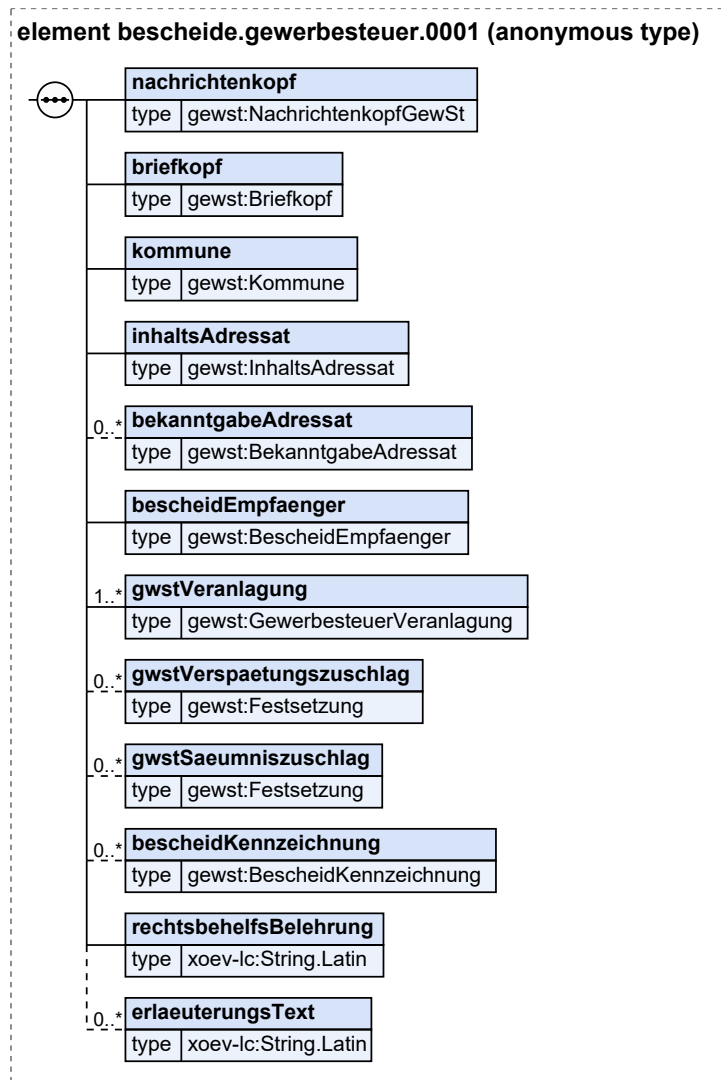 element bescheide.gewerbesteuer.0001 (anonymous type)
nachrichtenkopf
type gewst:NachrichtenkopfGewSt
briefkopf
type gewst:Briefkopf
kommune
type gewst:Kommune
inhaltsAdressat
type gewst:InhaltsAdressat
0..* bekanntgabeAdressat
type gewst:BekanntgabeAdressat
bescheidEmpfaenger
type gewst:BescheidEmpfaenger
1..* gwstVeranlagung
type gewst:GewerbesteuerVeranlagung
0..* gwstVerspaetungszuschlag
type gewst:Festsetzung
0..* gwstSaeumniszuschlag
type gewst:Festsetzung
0..* bescheidKennzeichnung
type gewst:BescheidKennzeichnung
rechtsbehelfsBelehrung
type xoev-lc:String.Latin
0..* erlaeuterungsText
type xoev-lc:String.Latin